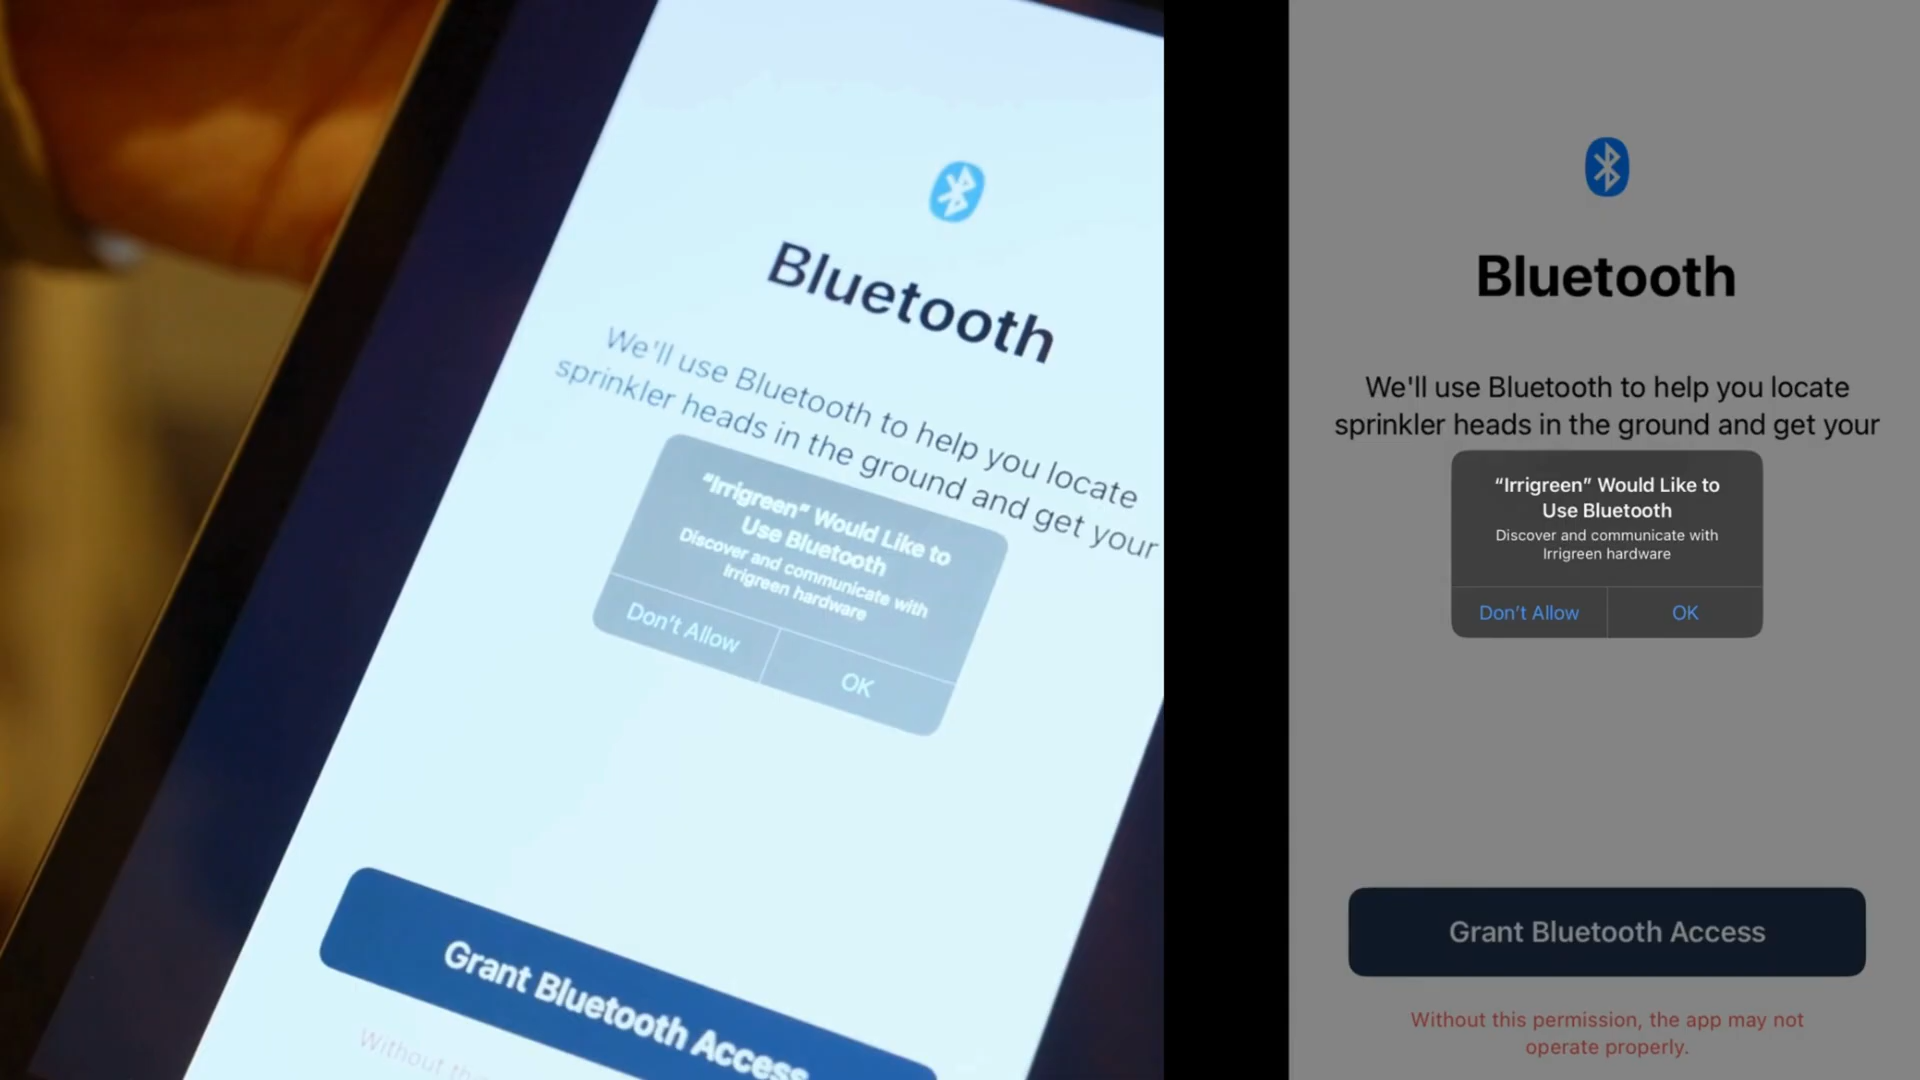 Bluetooth
We'll use Bluetooth to help you locate
sprinkler heads in the ground and get your
“Irrigreen” Would Like to
Use Bluetooth
Discover and communicate with
Irrigreen hardware
Don't Allow
OK
Grant Bluetooth Access
Without this
Bluetooth
We'll use Bluetooth to help you locate
sprinkler heads in the ground and get your
“Irrigreen” Would Like to
Use Bluetooth
Discover and communicate with
Irrigreen hardware
Don't Allow
OK
Grant Bluetooth Access
Without this permission, the app may not
operate properly.